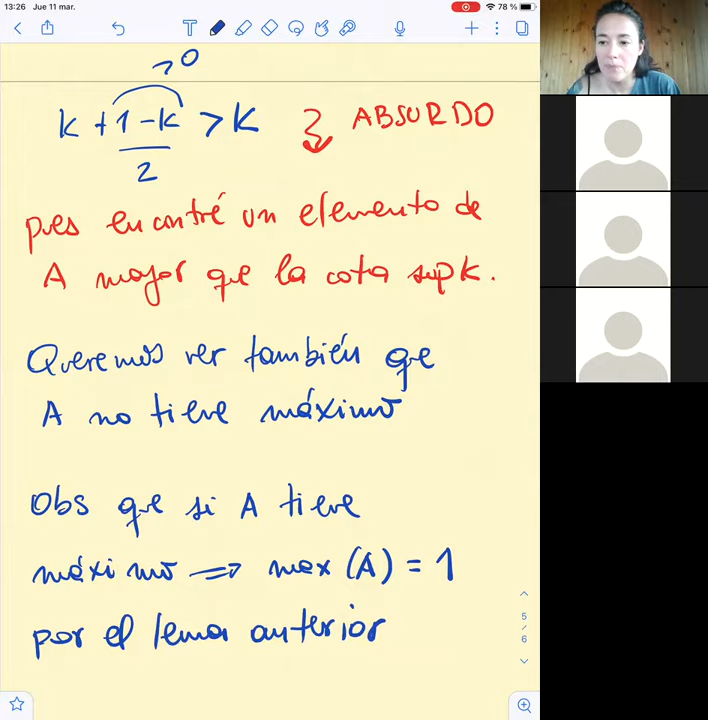 13:26 Jue 11 mar.
78 %
> 0
k + 1 - k > k ABSURDO
2
pues encontré un elemento de
A mayor que la cota sup k.
Queremos ver también que
A no tiene máximo
Obs que si A tiene
máximo ⟹ max (A) = 1
por el lema anterior
5
6